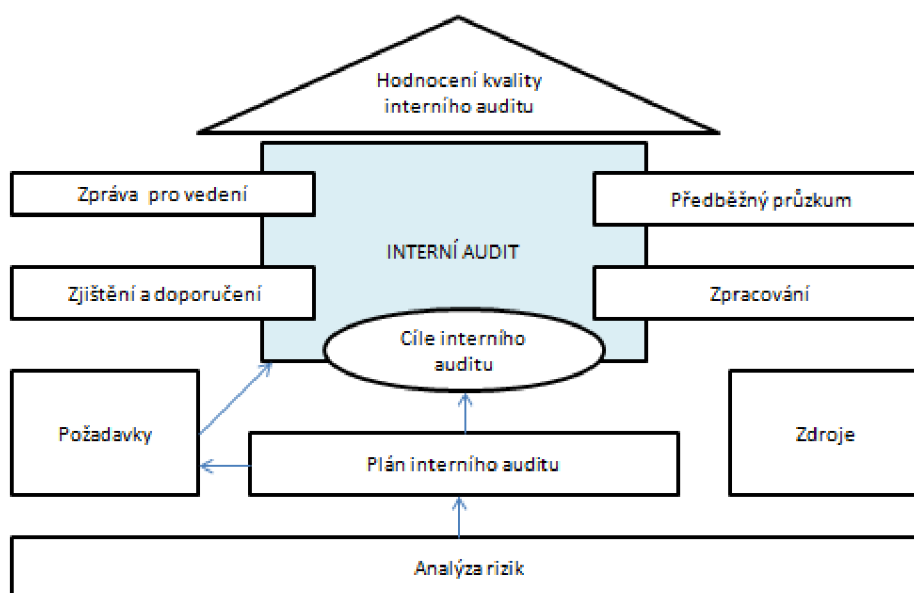 Hodnocení kvality
interního auditu
Zpráva pro vedení
Předběžný průzkum
INTERNÍ AUDIT
Zjištění a doporučení
Zpracování
Cíle interního
auditu
Požadavky
Plán interního auditu
Zdroje
Analýza rizik